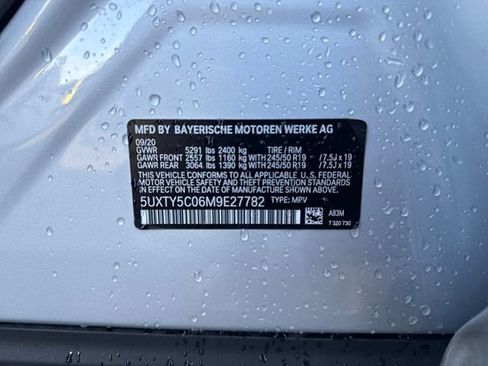 MFD BY BAYERISCHE MOTOREN WERKE AG
09/20
GVWR 5291 lbs 2400 kg TIRE / RIM
GAWR FRONT 2557 lbs 1160 kg WITH 245/50 R19 /7.5J x 19
GAWR REAR 3064 lbs 1390 kg WITH 245/50 R19 /7.5J x 19
THIS VEHICLE CONFORMS TO ALL APPLICABLE U.S. FEDERAL
MOTOR VEHICLE SAFETY, BUMPER, AND THEFT PREVENTION
STANDARDS IN EFFECT ON THE DATE OF MANUFACTURE
SHOWN ABOVE.
5UXTY5C06M9E27782 TYPE: MPV
A83M
7 320 730